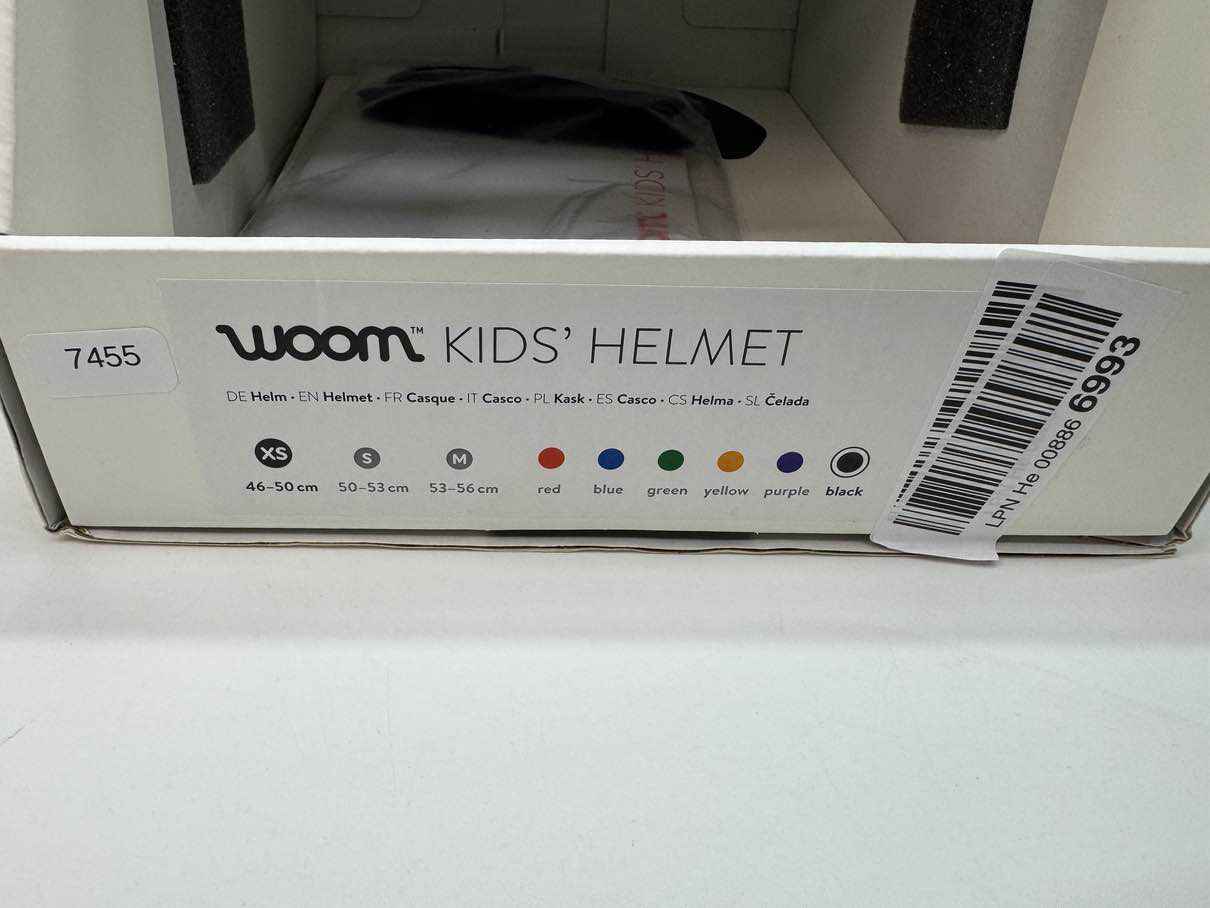 KIDS' H
7455
woom™ KIDS' HELMET
DE Helm · EN Helmet · FR Casque · IT Casco · PL Kask · ES Casco · CS Helma · SL Čelada
XS S M
46–50 cm 50–53 cm 53–56 cm red blue green yellow purple black
LPN He 00886 6993